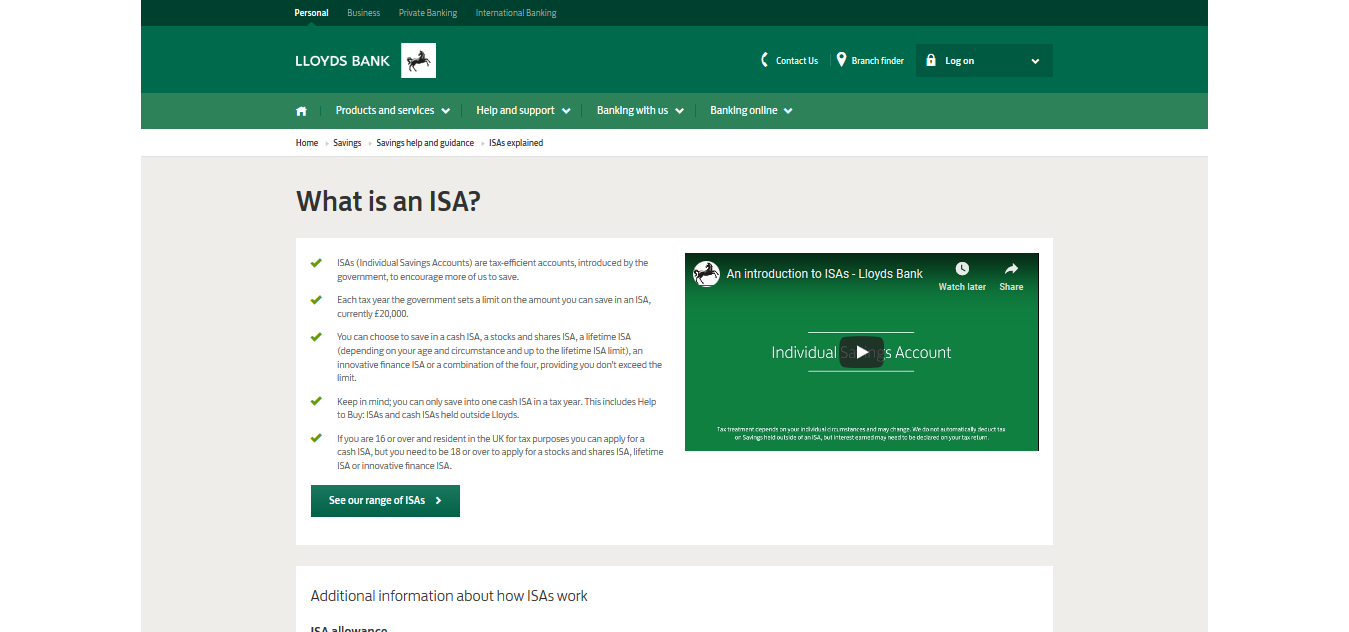 Personal Business Private Banking International Banking
LLOYDS BANK
Contact Us Branch finder Log on
Products and services Help and support Banking with us Banking online
Home Savings Savings help and guidance ISAs explained
What is an ISA?
ISAs (Individual Savings Accounts) are tax-efficient accounts, introduced by the
government, to encourage more of us to save.
Each tax year the government sets a limit on the amount you can save in an ISA,
currently £20,000.
You can choose to save in a cash ISA, a stocks and shares ISA, a lifetime ISA
(depending on your age and circumstance and up to the lifetime ISA limit), an
innovative finance ISA or a combination of the four, providing you don't exceed the
limit.
Keep in mind; you can only save into one cash ISA in a tax year. This includes Help
to Buy: ISAs and cash ISAs held outside Lloyds.
If you are 16 or over and resident in the UK for tax purposes you can apply for a
cash ISA, but you need to be 18 or over to apply for a stocks and shares ISA, lifetime
ISA or innovative finance ISA.
See our range of ISAs
An introduction to ISAs - Lloyds Bank
Watch later Share
Individual Savings Account
Tax treatment depends on your individual circumstances and may change. We do not automatically deduct tax
on Savings held outside of an ISA, but interest earned may need to be declared on your tax return.
Additional information about how ISAs work
ISA allowance